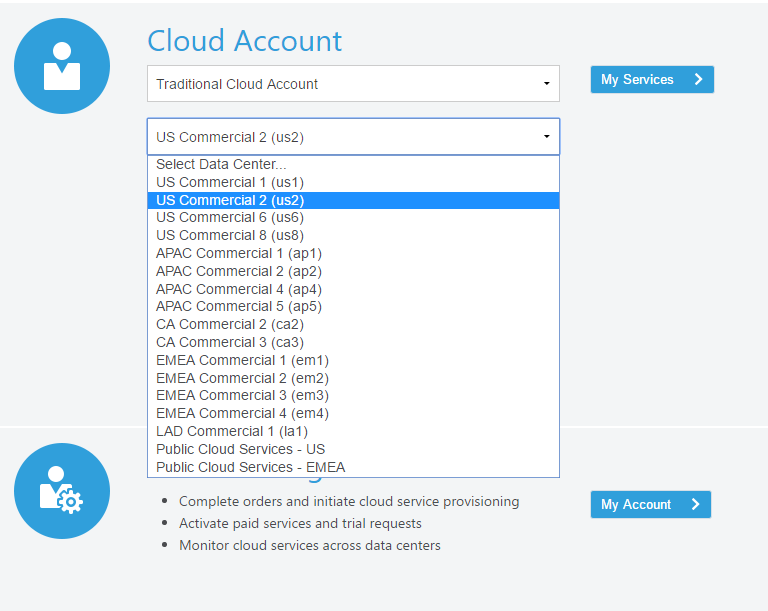 Cloud Account
Traditional Cloud Account
My Services
US Commercial 2 (us2)
Select Data Center...
US Commercial 1 (us1)
US Commercial 2 (us2)
US Commercial 6 (us6)
US Commercial 8 (us8)
APAC Commercial 1 (ap1)
APAC Commercial 2 (ap2)
APAC Commercial 4 (ap4)
APAC Commercial 5 (ap5)
CA Commercial 2 (ca2)
CA Commercial 3 (ca3)
EMEA Commercial 1 (em1)
EMEA Commercial 2 (em2)
EMEA Commercial 3 (em3)
EMEA Commercial 4 (em4)
LAD Commercial 1 (la1)
Public Cloud Services - US
Public Cloud Services - EMEA
• Complete orders and initiate cloud service provisioning
My Account
• Activate paid services and trial requests
• Monitor cloud services across data centers